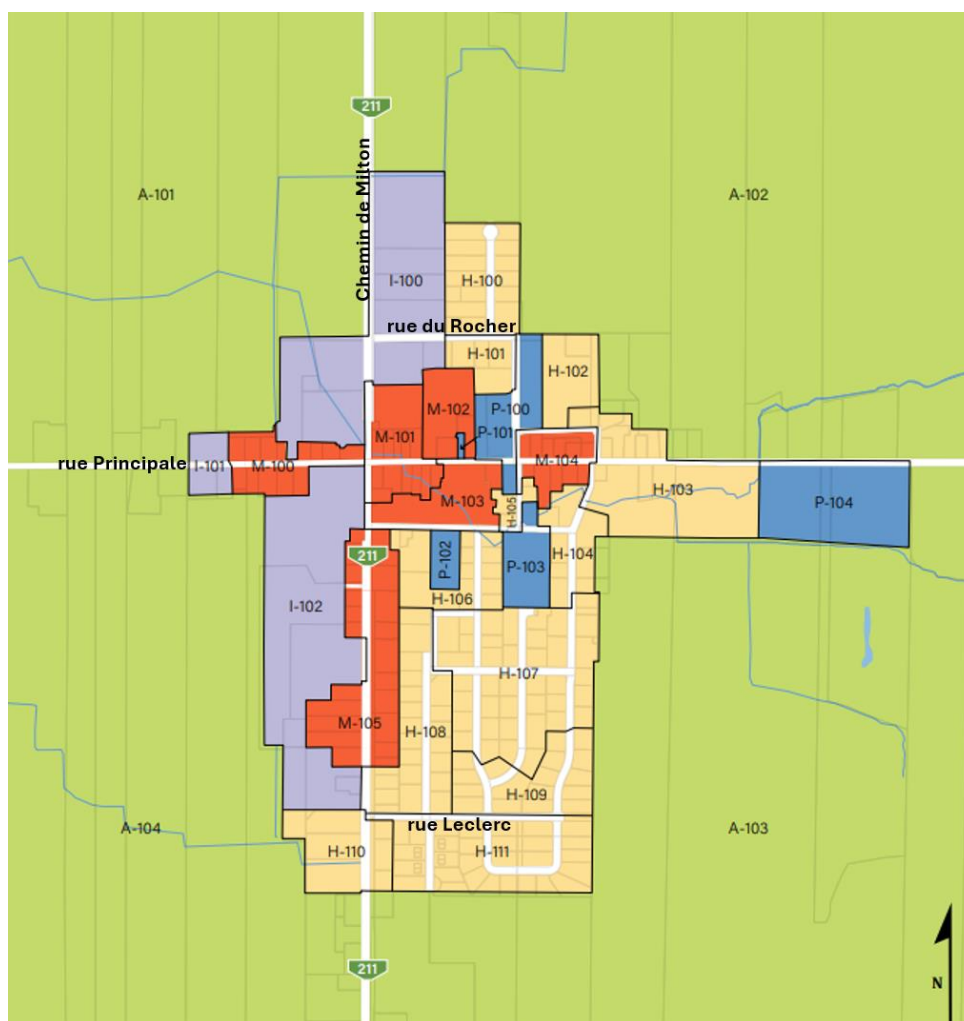 211
Chemin de Milton
A-101
A-102
I-100
H-100
rue du Rocher
H-101
H-102
M-102
P-100
M-101
P-101
M-104
rue Principale
I-101
M-100
H-103
M-103
H-105
P-104
211
P-102
P-103
H-104
H-106
I-102
H-107
M-105
H-108
H-109
rue Leclerc
A-104
A-103
H-110
H-111
211
N